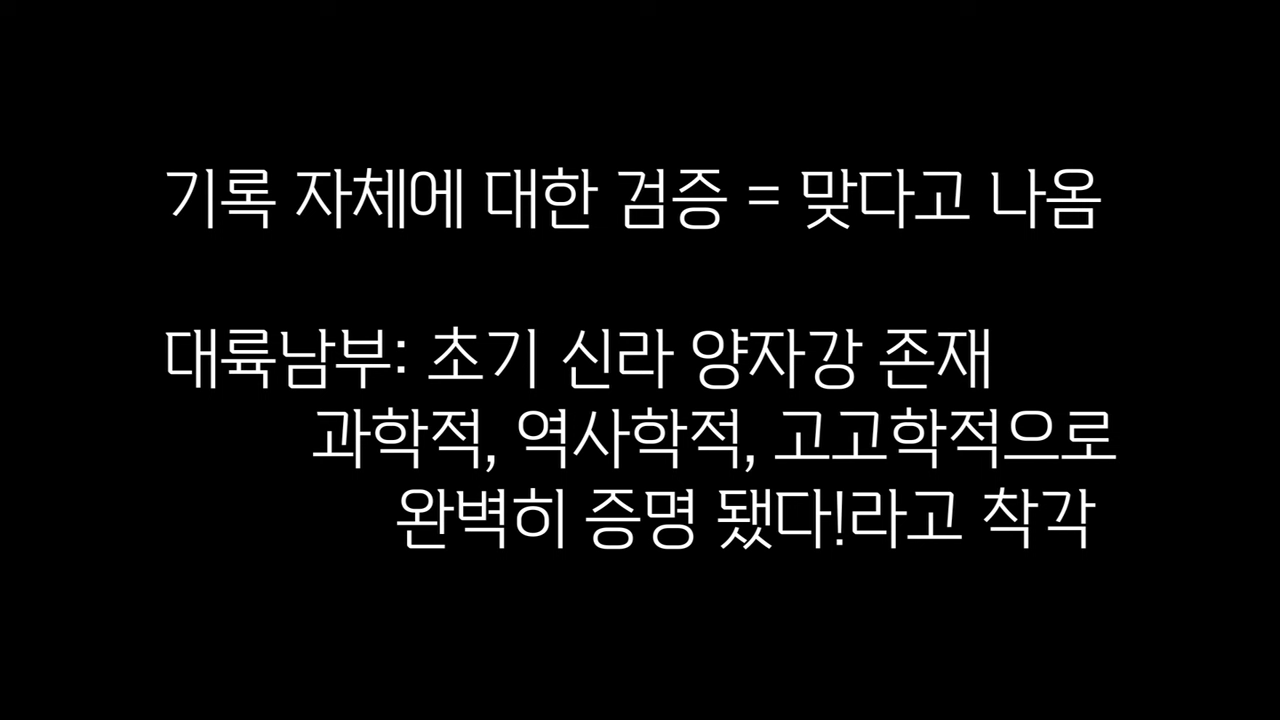 기록 자체에 대한 검증 = 맞다고 나옴
대륙남부: 초기 신라 양자강 존재
과학적, 역사학적, 고고학적으로
완벽히 증명 됐다!라고 착각